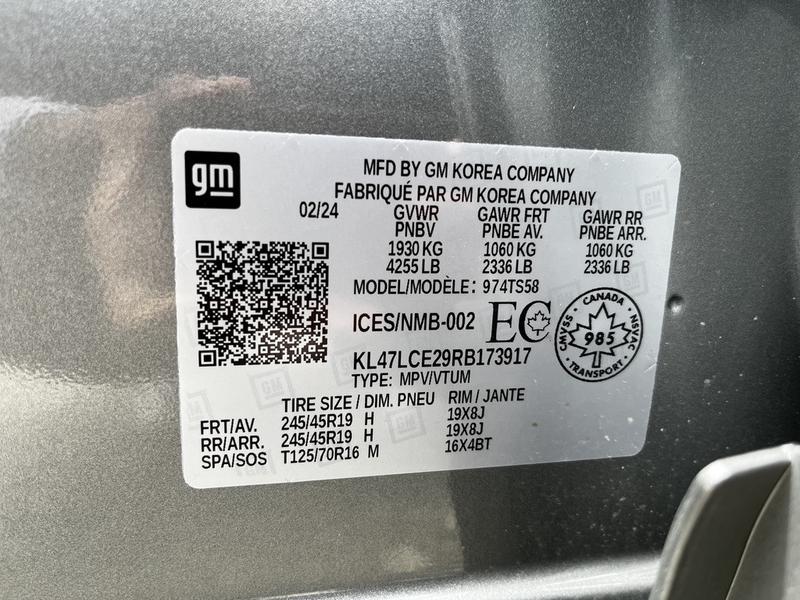 gm
MFD BY GM KOREA COMPANY
FABRIQUÉ PAR GM KOREA COMPANY
02/24 GVWR GAWR FRT GAWR RR
PNBV PNBE AV. PNBE ARR.
1930 KG 1060 KG 1060 KG
4255 LB 2336 LB 2336 LB
MODEL/MODÈLE: 974TS58
ICES/NMB-002 EC
CANADA
CMVSS 985 NSVAC
TRANSPORT
KL47LCE29RB173917
TYPE: MPV/VTUM
TIRE SIZE / DIM. PNEU RIM / JANTE
FRT/AV. 245/45R19 H 19X8J
RR/ARR. 245/45R19 H 19X8J
SPA/SOS T125/70R16 M 16X4BT